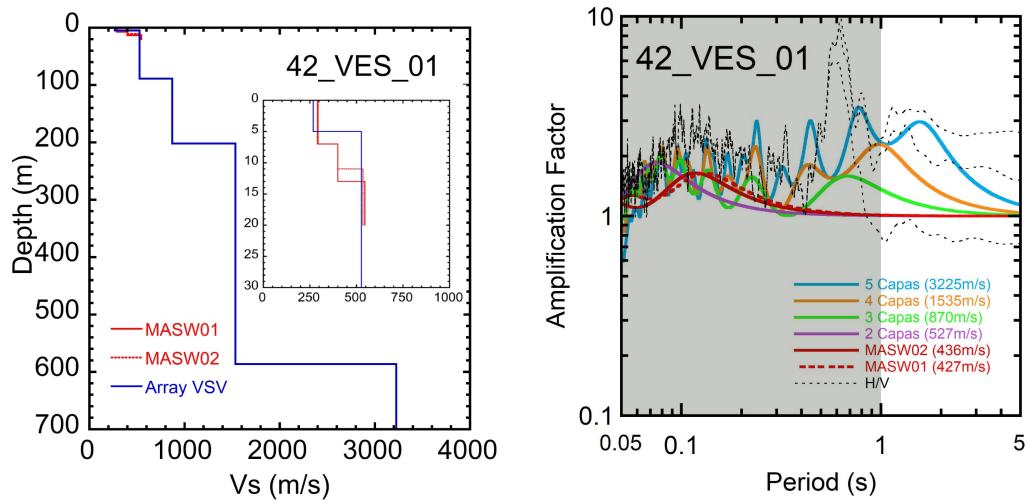 0
100
200
300
400
500
600
700
Depth (m)
42_VES_01
0
5
10
15
20
25
30
0
250
500
750
1000
MASW01
MASW02
Array VSV
0
1000
2000
3000
4000
Vs (m/s)
10
1
0.1
Amplification Factor
42_VES_01
5 Capas (3225m/s)
4 Capas (1535m/s)
3 Capas (870m/s)
2 Capas (527m/s)
MASW02 (436m/s)
MASW01 (427m/s)
H/V
0.05
0.1
1
5
Period (s)